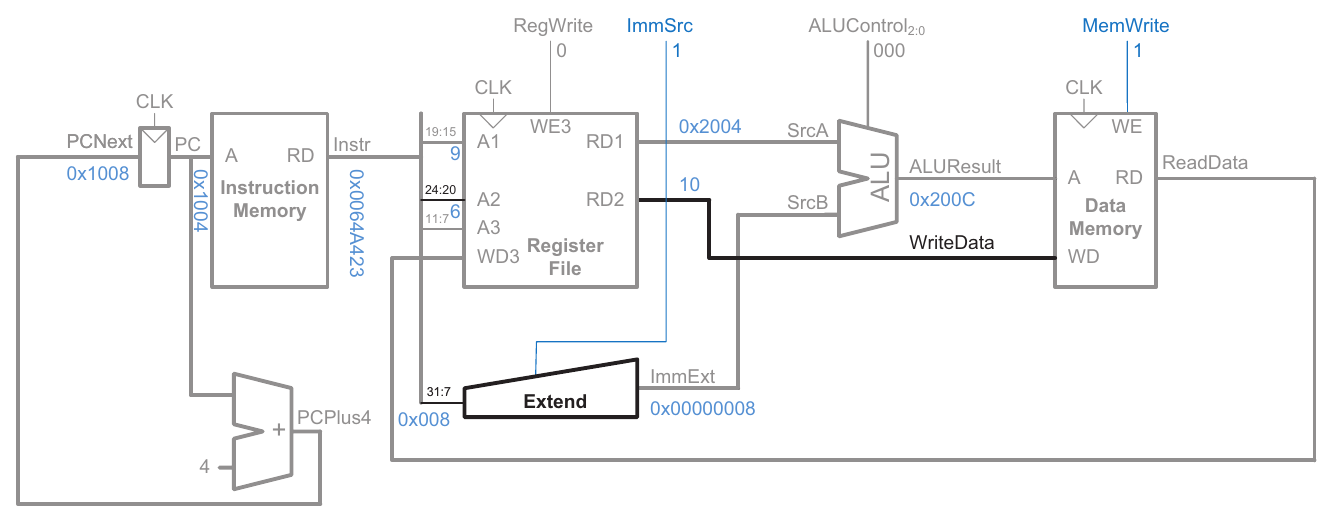 RegWrite
ImmSrc
ALUControl2:0
MemWrite
0
1
000
1
CLK
CLK
CLK
PCNext
PC
0x1008
0x1004
A
RD
Instruction
Memory
Instr
0x0064A423
19:15
9
24:20
6
11:7
A1
A2
A3
WD3
WE3
RD1
RD2
Register
File
0x2004
10
SrcA
SrcB
ALU
ALUResult
0x200C
WriteData
WE
A
RD
Data
Memory
WD
ReadData
31:7
0x008
Extend
ImmExt
0x00000008
PCPlus4
+
4